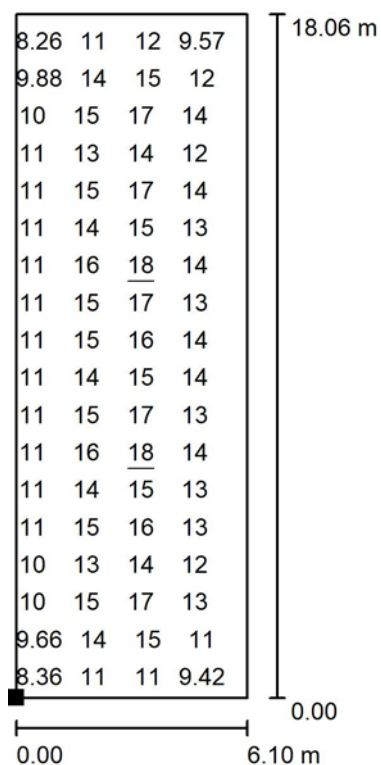 18.06 m
8.26 11 12 9.57
9.88 14 15 12
10 15 17 14
11 13 14 12
11 15 17 14
11 14 15 13
11 16 18 14
11 15 17 13
11 15 16 14
11 14 15 14
11 15 17 13
11 16 18 14
11 14 15 13
11 15 16 13
10 13 14 12
10 15 17 13
9.66 14 15 11
8.36 11 11 9.42
0.00
0.00 6.10 m